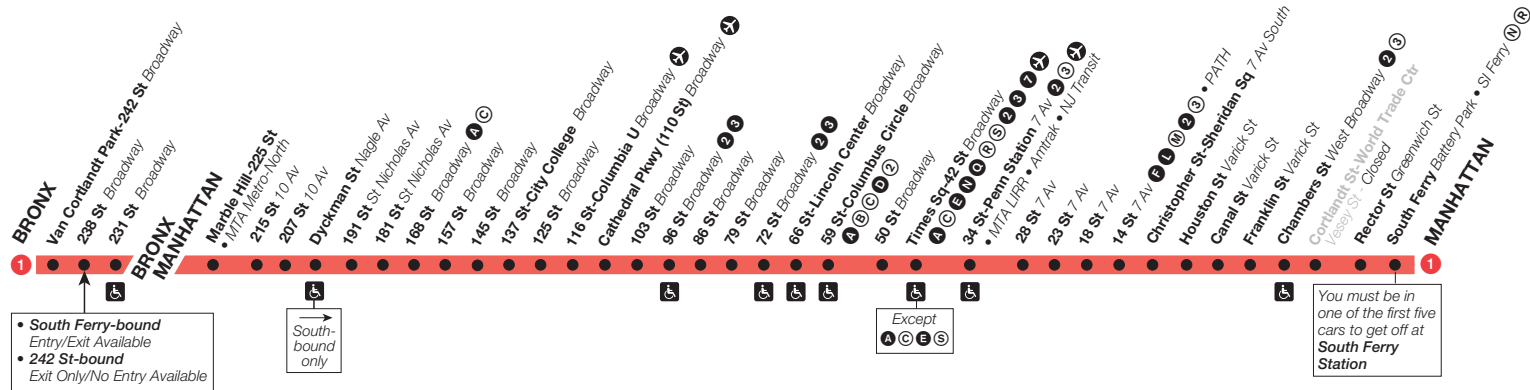 BRONX
1
Van Cortlandt Park-242 St Broadway
238 St Broadway
231 St Broadway
BRONX
MANHATTAN
Marble Hill-225 St
• MTA Metro-North
215 St 10 Av
207 St 10 Av
Dyckman St Nagle Av
191 St St Nicholas Av
181 St St Nicholas Av
168 St Broadway A C
157 St Broadway
145 St Broadway
137 St-City College Broadway
125 St Broadway
116 St-Columbia U Broadway
Cathedral Pkwy (110 St) Broadway
103 St Broadway
96 St Broadway 2 3
86 St Broadway
79 St Broadway
72 St Broadway 2 3
66 St-Lincoln Center Broadway
59 St-Columbus Circle Broadway
A B C D 2
50 St Broadway
Times Sq-42 St Broadway
A C E N Q R S 2 3 7
34 St-Penn Station 7 Av 2 3
• MTA LIRR • Amtrak • NJ Transit
28 St 7 Av
23 St 7 Av
18 St 7 Av
14 St 7 Av F L M 2 3 • PATH
Christopher St-Sheridan Sq 7 Av South
Houston St Varick St
Canal St Varick St
Franklin St Varick St
Chambers St West Broadway 2 3
Cortlandt St-World Trade Ctr
Vesey St - Closed
Rector St Greenwich St
South Ferry Battery Park • SI Ferry N R
MANHATTAN
1
• South Ferry-bound
Entry/Exit Available
• 242 St-bound
Exit Only/No Entry Available
South-
bound
only
Except
A C E S
You must be in
one of the first five
cars to get off at
South Ferry
Station